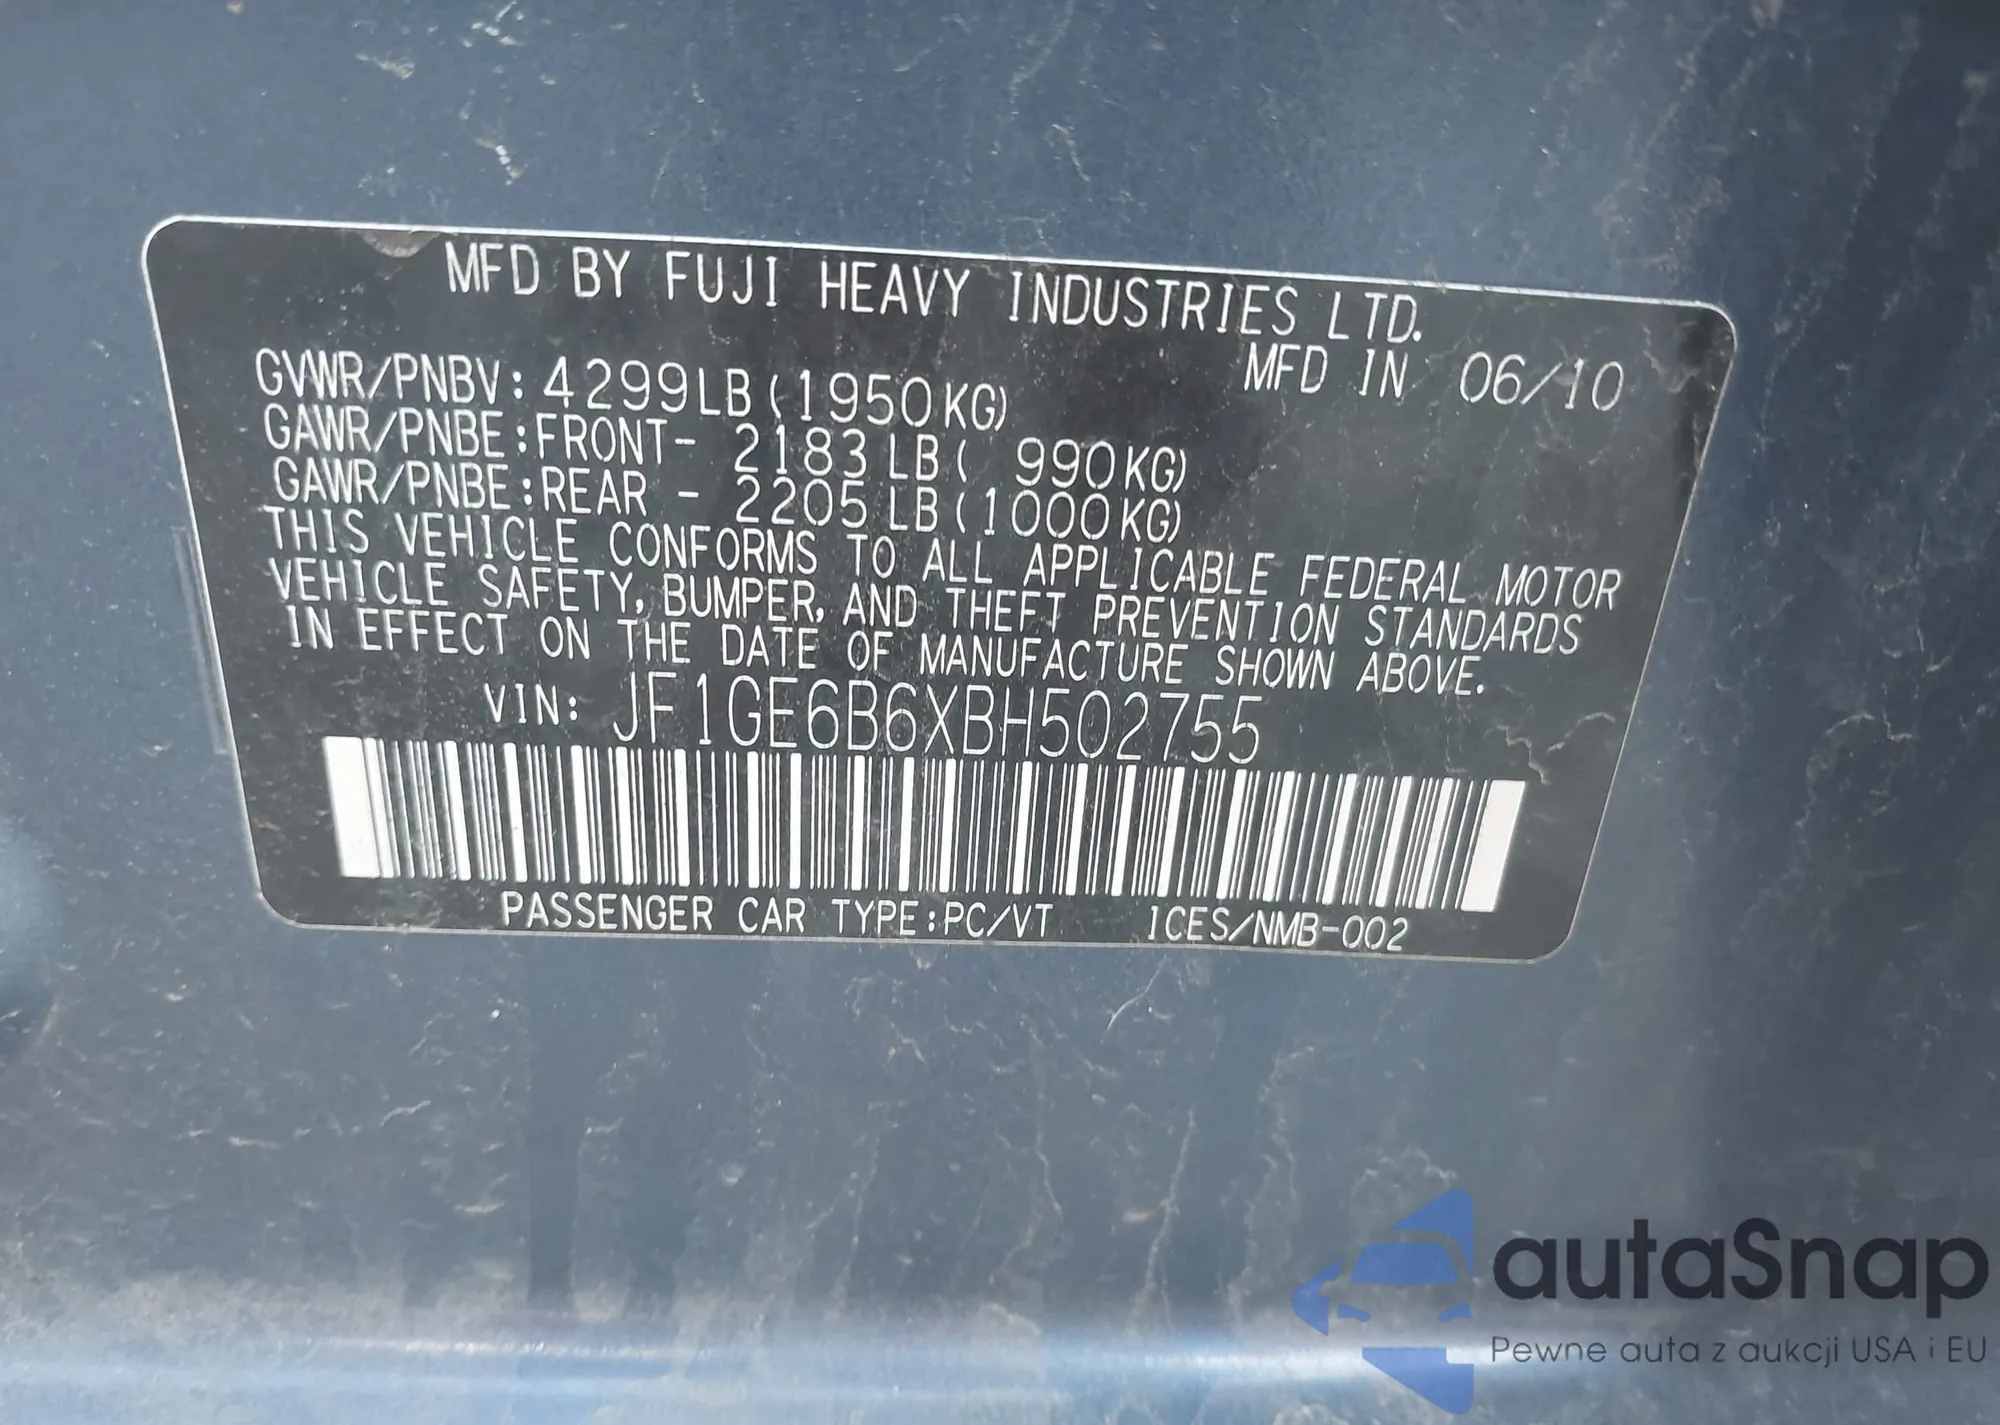 MFD BY FUJI HEAVY INDUSTRIES LTD.
MFD IN 06/10
GVWR/PNBV: 4299LB (1950KG)
GAWR/PNBE: FRONT- 2183LB ( 990KG)
GAWR/PNBE: REAR - 2205LB (1000KG)
THIS VEHICLE CONFORMS TO ALL APPLICABLE FEDERAL MOTOR
VEHICLE SAFETY, BUMPER, AND THEFT PREVENTION STANDARDS
IN EFFECT ON THE DATE OF MANUFACTURE SHOWN ABOVE.
VIN: JF1GE6B6XBH502755
PASSENGER CAR TYPE:PC/VT ICES/NMB-002
autaSnap
Pewne auta z aukcji USA i EU